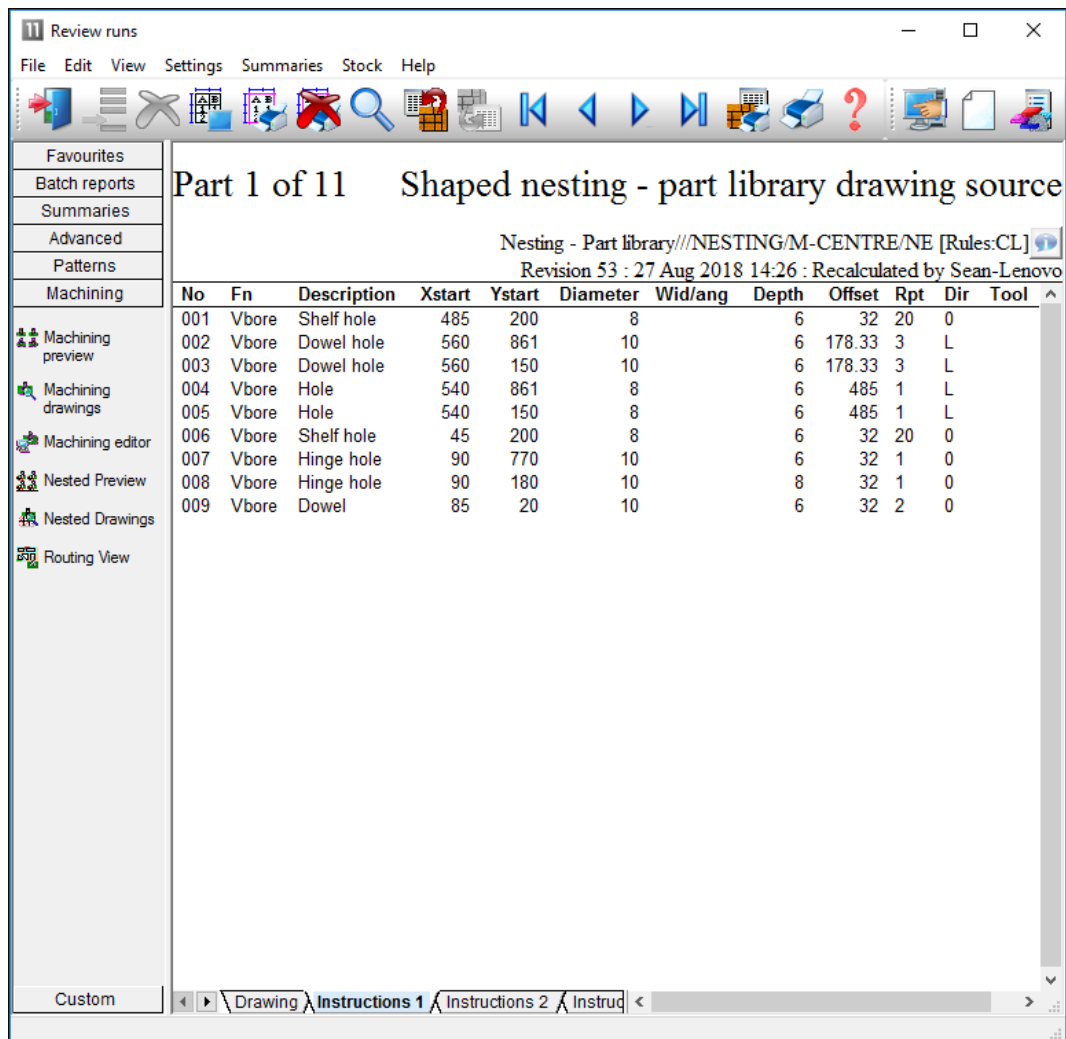 Review runs
File Edit View Settings Summaries Stock Help
Favourites
Batch reports
Summaries
Advanced
Patterns
Machining
Machining
preview
Machining
drawings
Machining editor
Nested Preview
Nested Drawings
Routing View
Custom
Part 1 of 11 Shaped nesting - part library drawing source
Nesting - Part library///NESTING/M-CENTRE/NE [Rules:CL]
Revision 53 : 27 Aug 2018 14:26 : Recalculated by Sean-Lenovo
No Fn Description Xstart Ystart Diameter Wid/ang Depth Offset Rpt Dir Tool
001 Vbore Shelf hole 485 200 8 6 32 20 0
002 Vbore Dowel hole 560 861 10 6 178.33 3 L
003 Vbore Dowel hole 560 150 10 6 178.33 3 L
004 Vbore Hole 540 861 8 6 485 1 L
005 Vbore Hole 540 150 8 6 485 1 L
006 Vbore Shelf hole 45 200 8 6 32 20 0
007 Vbore Hinge hole 90 770 10 6 32 1 0
008 Vbore Hinge hole 90 180 10 8 32 1 0
009 Vbore Dowel 85 20 10 6 32 2 0
Drawing Instructions 1 Instructions 2 Instruc